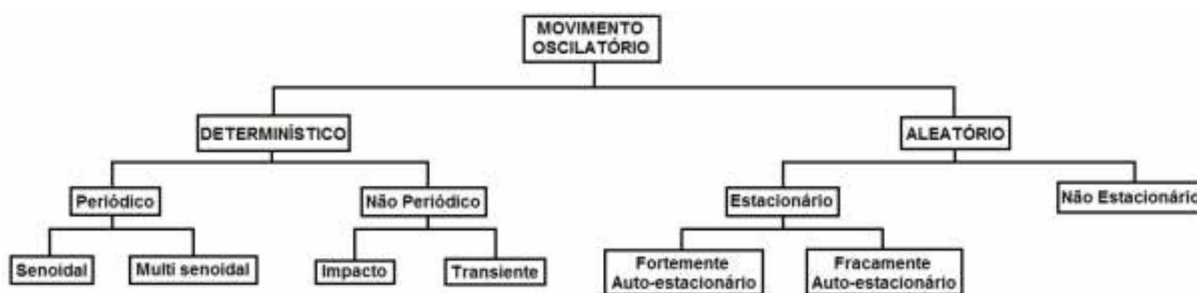 MOVIMENTO
OSCILATÓRIO
DETERMINÍSTICO
ALEATÓRIO
Periódico
Não Periódico
Estacionário
Não Estacionário
Senoidal
Multi senoidal
Impacto
Transiente
Fortemente
Auto-estacionário
Fracamente
Auto-estacionário